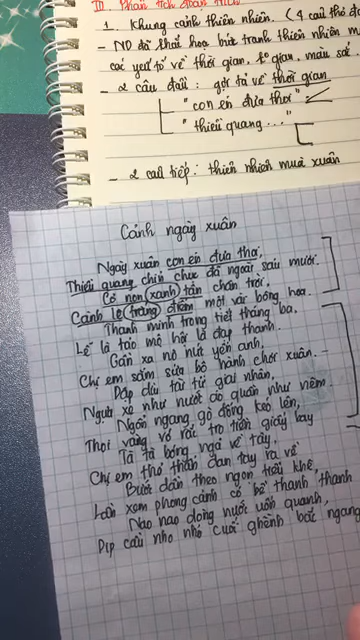 III. Phân tích đoạn trích
1. Khung cảnh thiên nhiên. (4 câu thơ đầ
- ND đã khái hoạ bức tranh thiên nhiên m
các yếu tố về thời gian, ko gian, màu sắc.
- 2 câu đầu: gợi tả về thời gian
"con én đưa thoi"
"thiều quang..."
- 2 câu tiếp: thiên nhiên mùa xuân
Cảnh ngày xuân
Ngày xuân con én đưa thoi,
Thiều quang chín chục đã ngoài sáu mươi.
Cỏ non xanh tận chân trời,
Cành lê trắng điểm một vài bông hoa.
Thanh minh trong tiết tháng ba,
Lễ là tảo mộ hội là đạp thanh.
Gần xa nô nức yến anh,
Chị em sắm sửa bộ hành chơi xuân.
Dập dìu tài tử giai nhân,
Ngựa xe như nước áo quần như nêm.
Ngổn ngang gò đống kéo lên,
Thoi vàng vó rắc tro tiền giấy bay
Tà tà bóng ngả về tây,
Chị em thơ thẩn dan tay ra về
Bước dần theo ngọn tiểu khê,
Lần xem phong cảnh có bề thanh thanh
Nao nao dòng nước uốn quanh,
Dịp cầu nho nhỏ cuối ghềnh bắc ngang